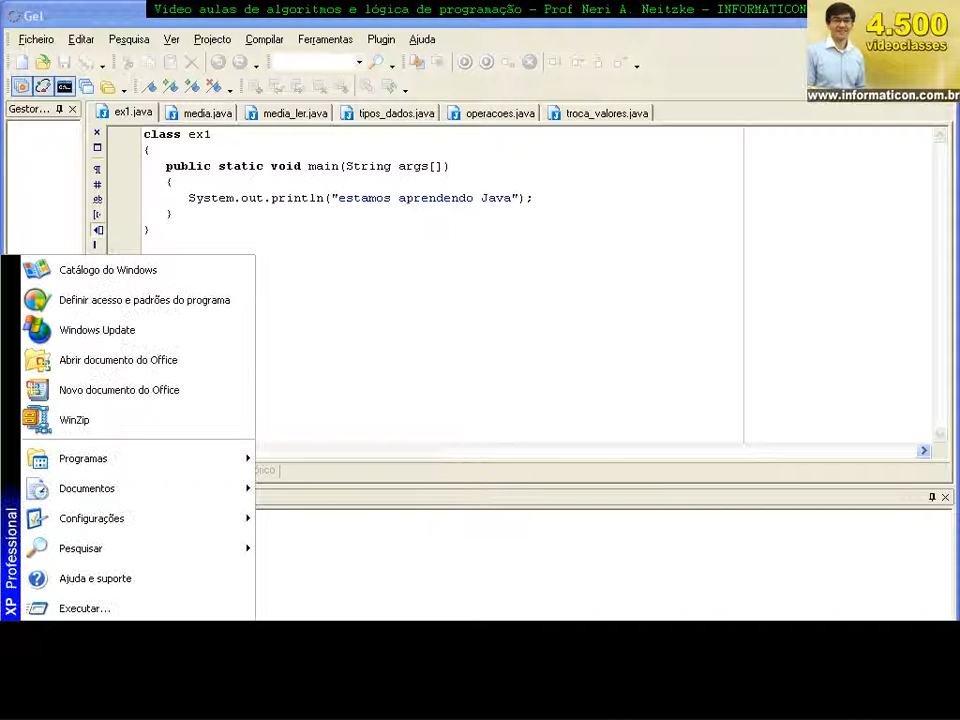 Vídeo aulas de algoritmos e lógica de programação - Prof Neri A. Neitzke - INFORMATICON
Gel
4.500
videoclasses
www.informaticon.com.br
Ficheiro Editar Pesquisa Ver Projecto Compilar Ferramentas Plugin Ajuda
Gestor...
ex1.java media.java media_ler.java tipos_dados.java operacoes.java troca_valores.java
class ex1
{
public static void main(String args[])
{
System.out.println("estamos aprendendo Java");
}
}
Catálogo do Windows
Definir acesso e padrões do programa
Windows Update
Abrir documento do Office
Novo documento do Office
WinZip
Programas
órico
Documentos
Configurações
Pesquisar
Ajuda e suporte
Executar...
XP Professional